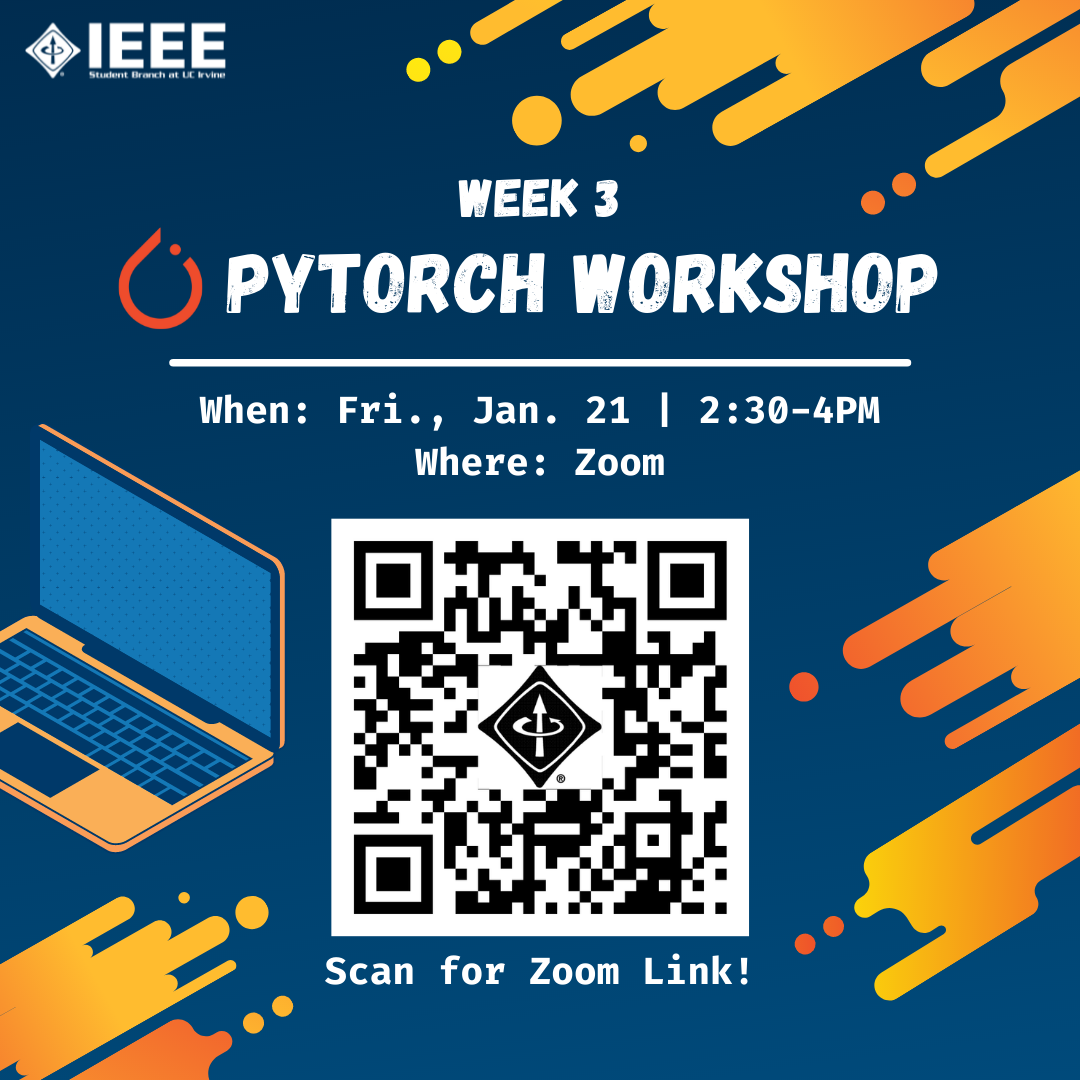 IEEE
Student Branch at UC Irvine
WEEK 3
PYTORCH WORKSHOP
When: Fri., Jan. 21 | 2:30-4PM
Where: Zoom
®
Scan for Zoom Link!